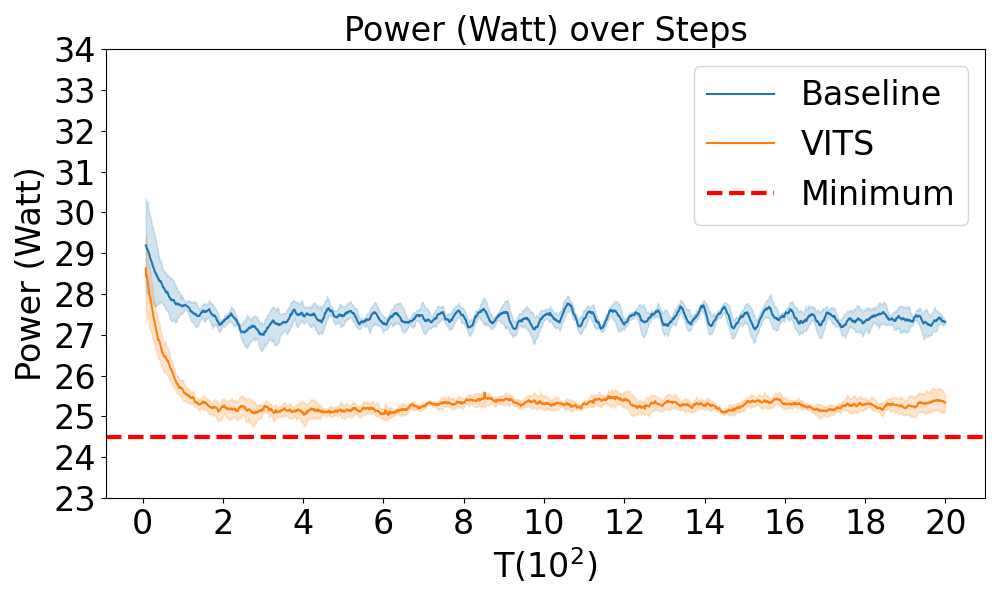 Power (Watt) over Steps
Power (Watt)
34
33
32
31
30
29
28
27
26
25
24
23
Baseline
VITS
Minimum
0 2 4 6 8 10 12 14 16 18 20
T(10²)